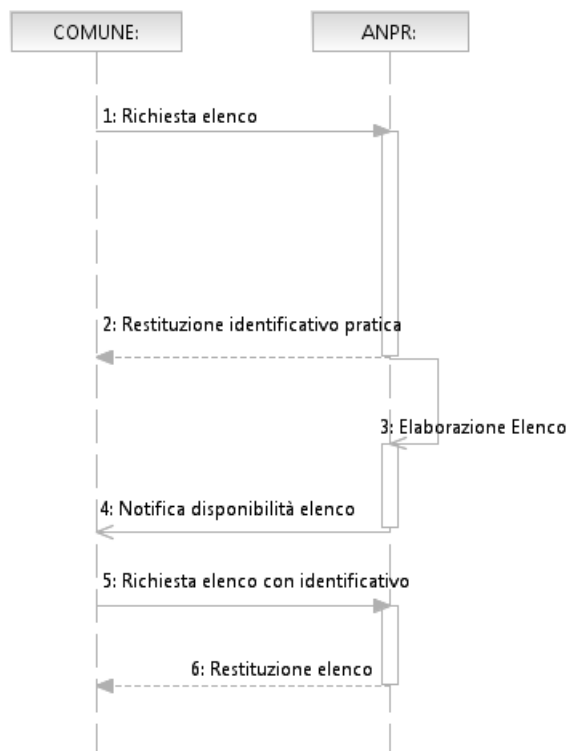 COMUNE:
ANPR:
1: Richiesta elenco
2: Restituzione identificativo pratica
3: Elaborazione Elenco
4: Notifica disponibilità elenco
5: Richiesta elenco con identificativo
6: Restituzione elenco